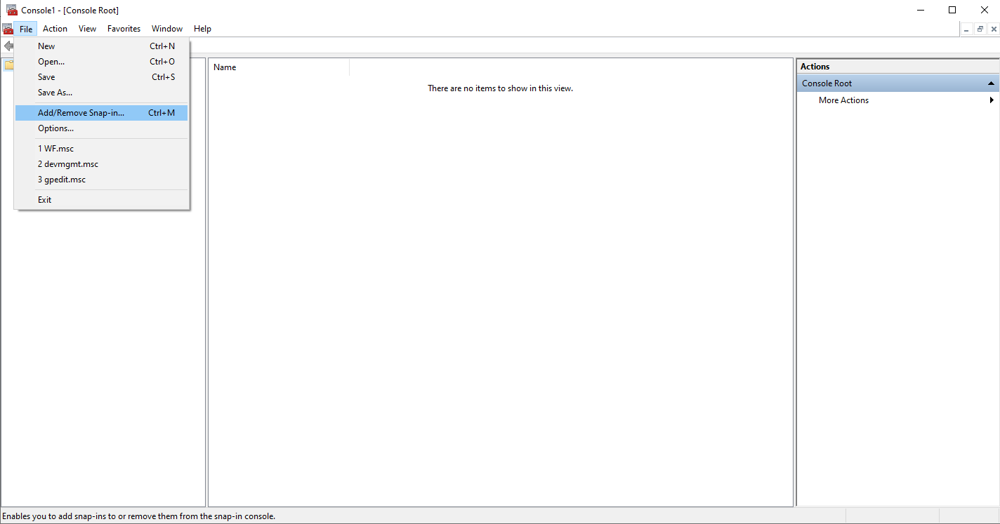 Console1 - [Console Root]
File Action View Favorites Window Help
New Ctrl+N
Open... Ctrl+O
Save Ctrl+S
Save As...
Add/Remove Snap-in... Ctrl+M
Options...
1 WF.msc
2 devmgmt.msc
3 gpedit.msc
Exit
Name
There are no items to show in this view.
Actions
Console Root
More Actions
Enables you to add snap-ins to or remove them from the snap-in console.